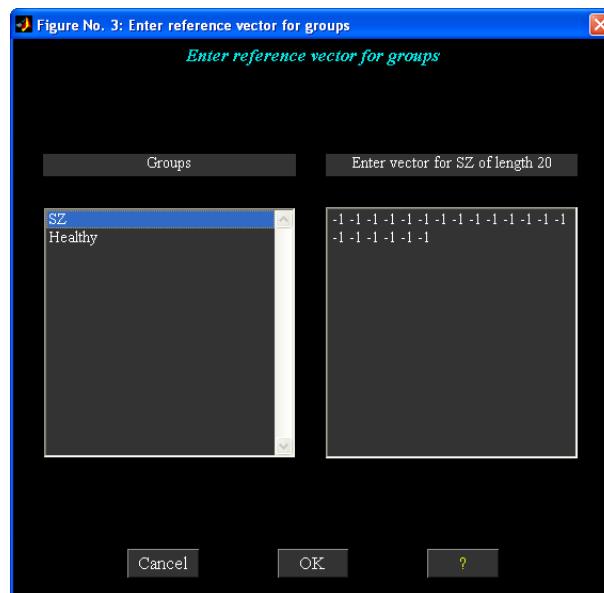 Figure No. 3: Enter reference vector for groups
Enter reference vector for groups
Groups
Enter vector for SZ of length 20
SZ
Healthy
-1 -1 -1 -1 -1 -1 -1 -1 -1 -1 -1 -1 -1 -1
-1 -1 -1 -1 -1 -1
Cancel
OK
?